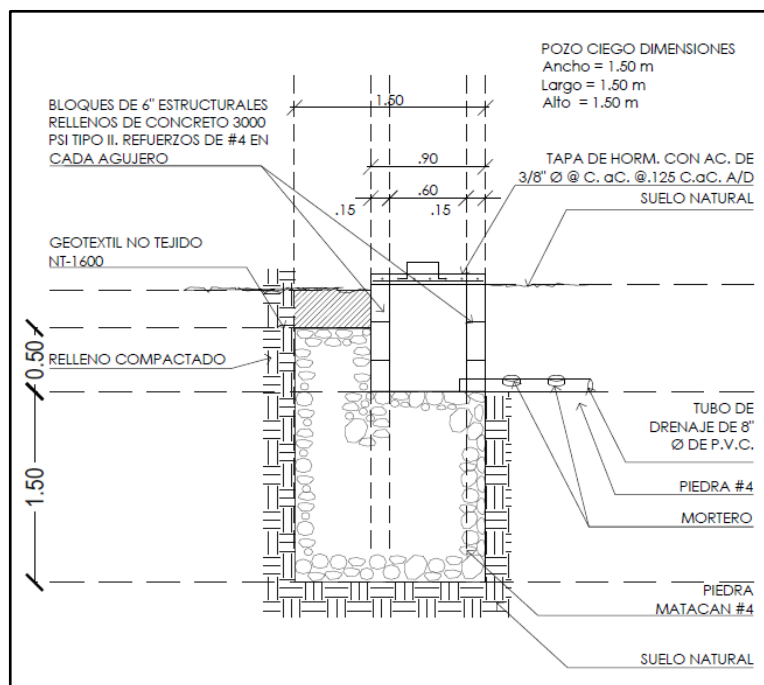 POZO CIEGO DIMENSIONES
Ancho = 1.50 m
Largo = 1.50 m
Alto = 1.50 m
BLOQUES DE 6" ESTRUCTURALES
RELLENOS DE CONCRETO 3000
PSI TIPO II. REFUERZOS DE #4 EN
CADA AGUJERO
1.50
.90
.60
.15
.15
TAPA DE HORM. CON AC. DE
3/8" Ø @ C. aC. @.125 C.aC. A/D
SUELO NATURAL
GEOTEXTIL NO TEJIDO
NT-1600
RELLENO COMPACTADO
0.50
1.50
TUBO DE
DRENAJE DE 8"
Ø DE P.V.C.
PIEDRA #4
MORTERO
PIEDRA
MATACAN #4
SUELO NATURAL